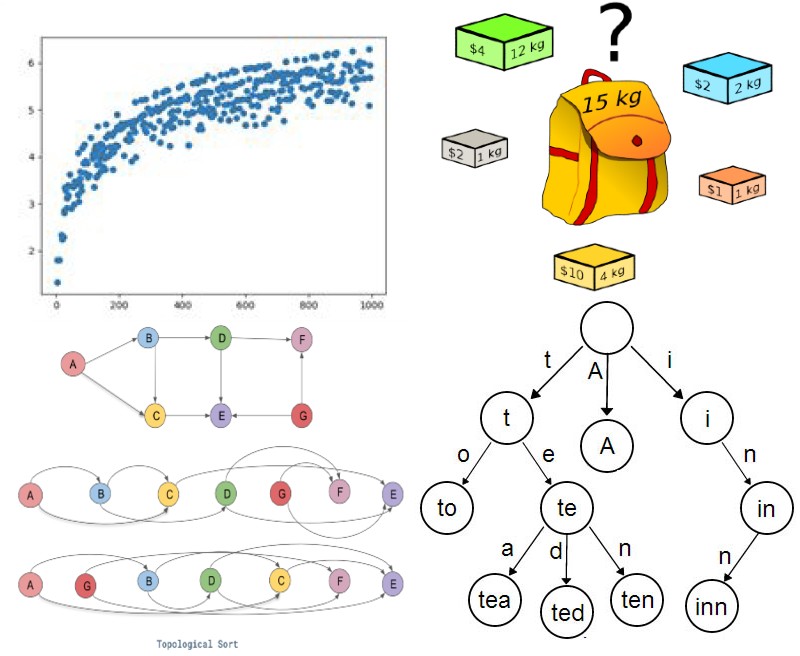 6
5
4
3
2
0 200 400 600 800 1000
?
$4 12 kg
15 kg
$2 2 kg
$2 1 kg
$1 1 kg
$10 4 kg
A B D F
C E G
A B C D G F E
A G B D C F E
Topological Sort
t A i
t A i
o e n
to te in
a d n n
tea ted ten inn